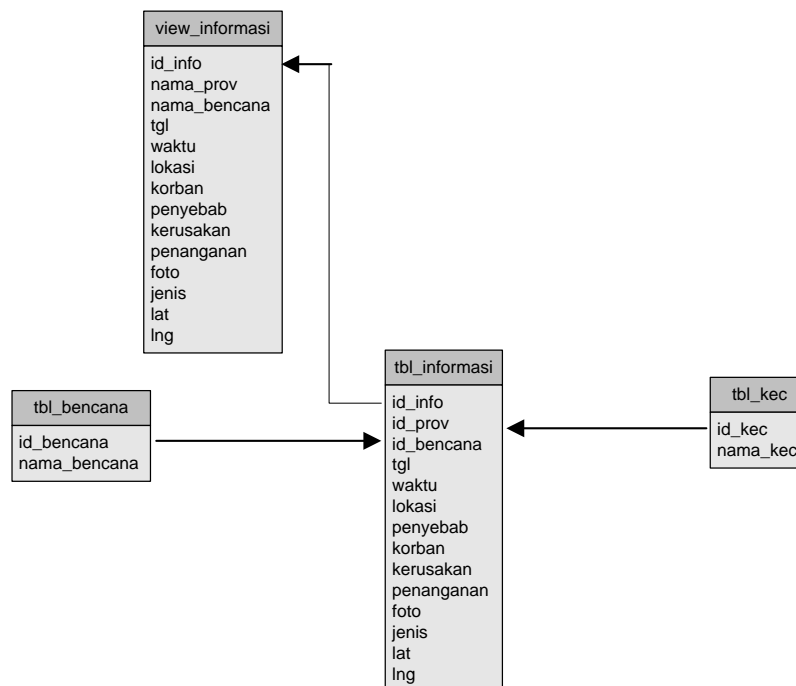 view_informasi
id_info
nama_prov
nama_bencana
tgl
waktu
lokasi
korban
penyebab
kerusakan
penanganan
foto
jenis
lat
lng
tbl_bencana
id_bencana
nama_bencana
tbl_informasi
id_info
id_prov
id_bencana
tgl
waktu
lokasi
penyebab
korban
kerusakan
penanganan
foto
jenis
lat
lng
tbl_kec
id_kec
nama_kec